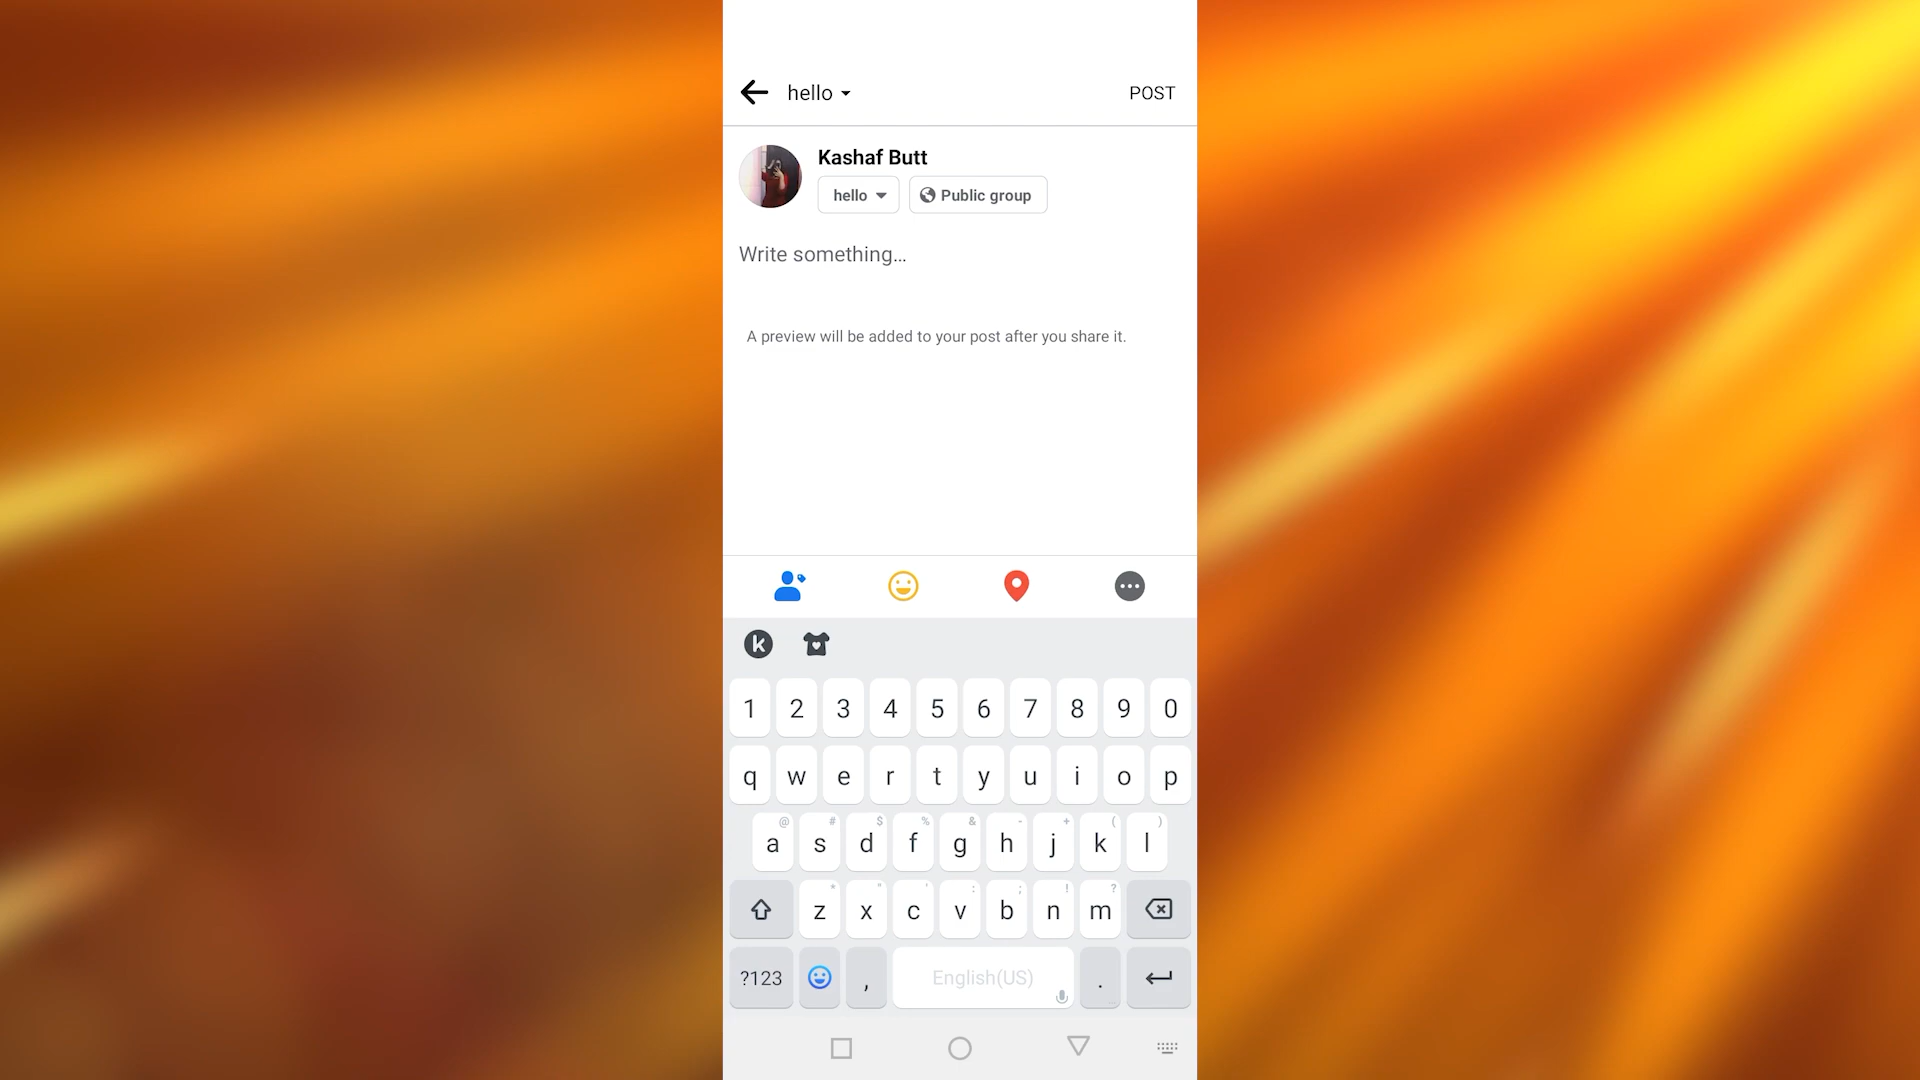 hello
POST
Kashaf Butt
hello
Public group
Write something...
A preview will be added to your post after you share it.
k
1 2 3 4 5 6 7 8 9 0
q w e r t y u i o p
@ # $ % & - + ( )
a s d f g h j k l
* " ' : ; ! ?
z x c v b n m
?123 , English(US) .